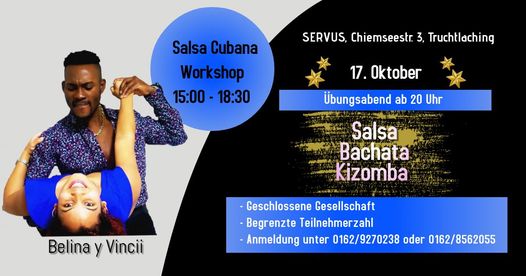 Salsa Cubana
Workshop
15:00 - 18:30
SERVUS, Chiemseestr. 3, Truchtlaching
17. Oktober
Übungsabend ab 20 Uhr
Salsa
Bachata
Kizomba
- Geschlossene Gesellschaft
- Begrenzte Teilnehmerzahl
- Anmeldung unter 0162/9270238 oder 0162/8562055
Belina y Vincii